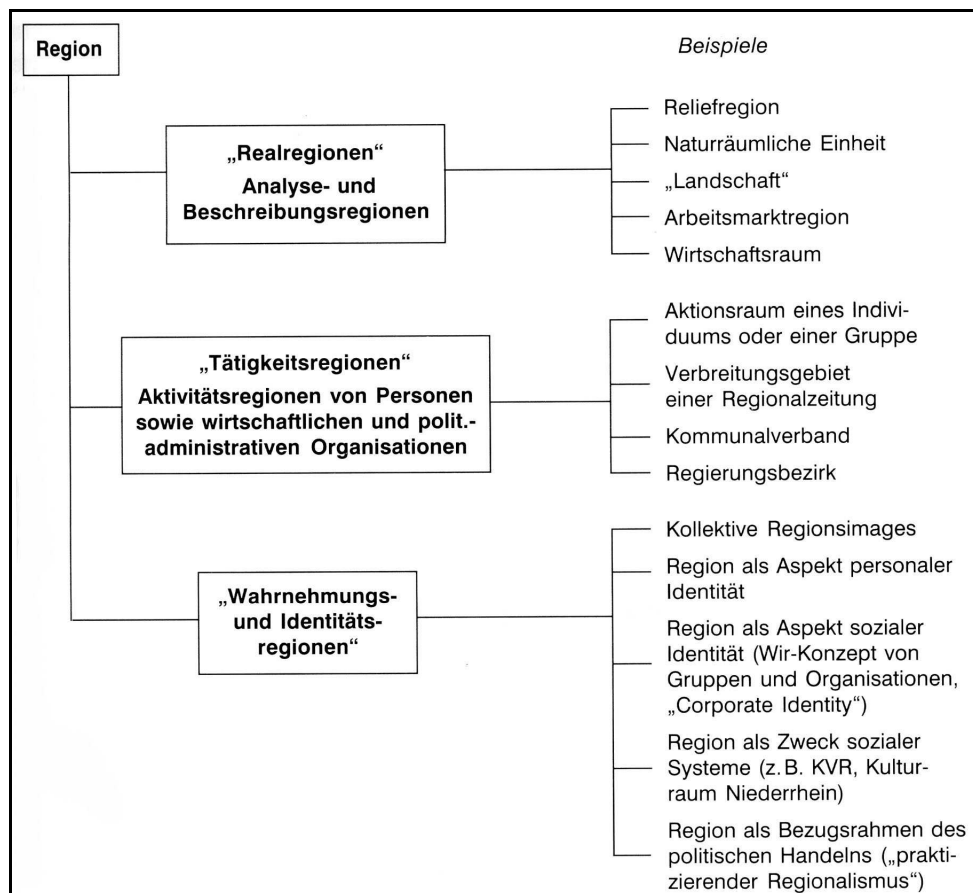 Region
Beispiele
„Realregionen“
Analyse- und
Beschreibungsregionen
Reliefregion
Naturräumliche Einheit
„Landschaft“
Arbeitsmarktregion
Wirtschaftsraum
„Tätigkeitsregionen“
Aktivitätsregionen von Personen
sowie wirtschaftlichen und polit.-
administrativen Organisationen
Aktionsraum eines Indivi-
duums oder einer Gruppe
Verbreitungsgebiet
einer Regionalzeitung
Kommunalverband
Regierungsbezirk
„Wahrnehmungs-
und Identitäts-
regionen“
Kollektive Regionsimages
Region als Aspekt personaler
Identität
Region als Aspekt sozialer
Identität (Wir-Konzept von
Gruppen und Organisationen,
„Corporate Identity“)
Region als Zweck sozialer
Systeme (z. B. KVR, Kultur-
raum Niederrhein)
Region als Bezugsrahmen des
politischen Handelns („prakti-
zierender Regionalismus“)